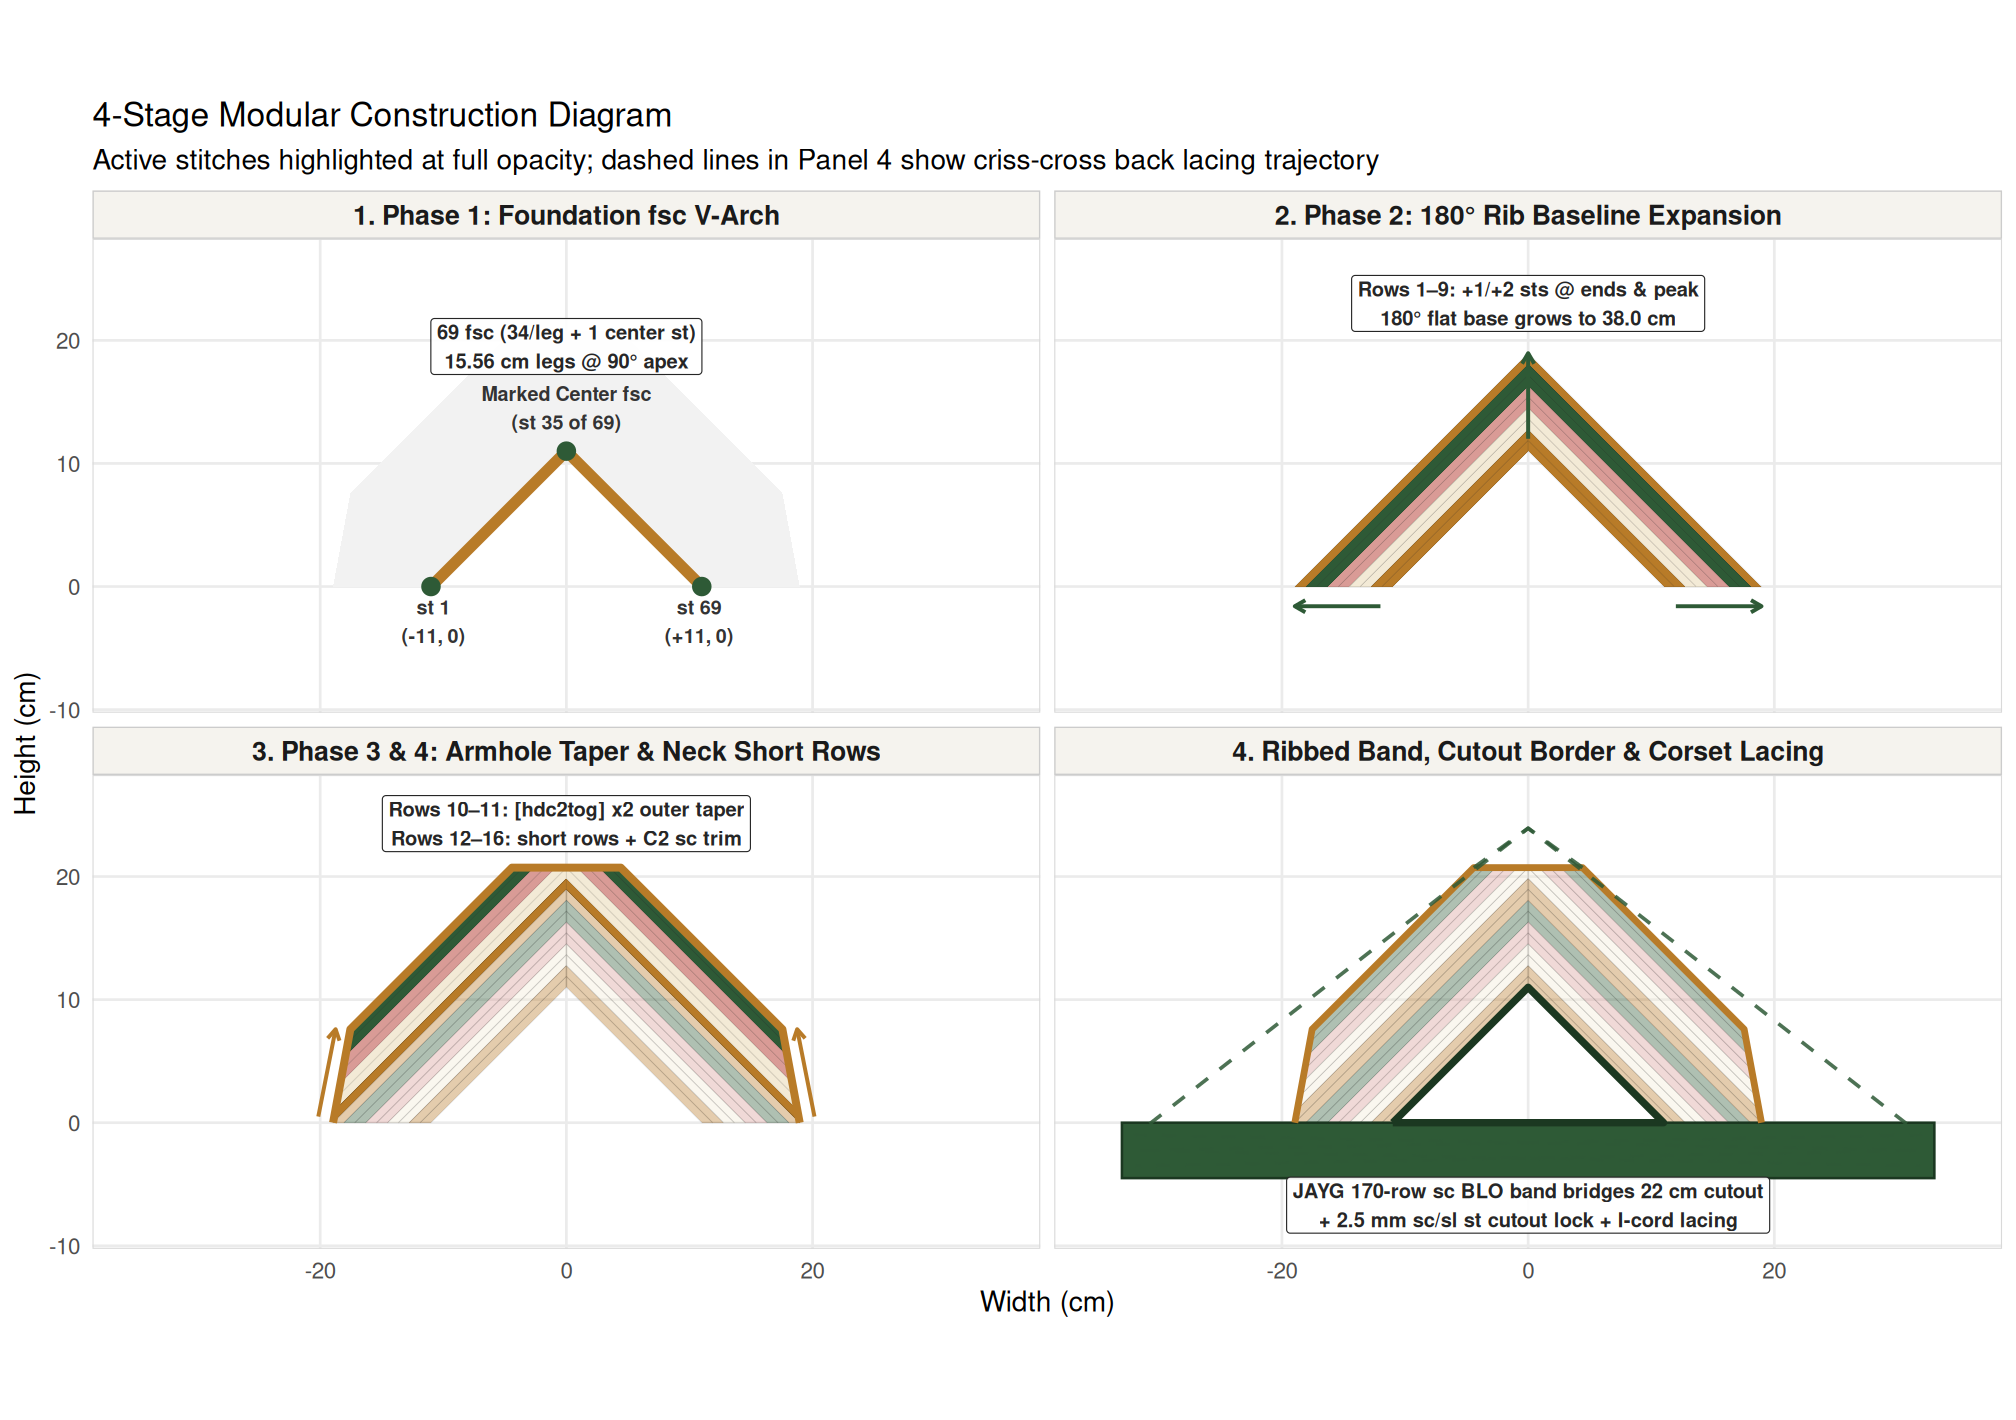 4-Stage Modular Construction Diagram
Active stitches highlighted at full opacity; dashed lines in Panel 4 show criss-cross back lacing trajectory
1. Phase 1: Foundation fsc V-Arch
2. Phase 2: 180° Rib Baseline Expansion
69 fsc (34/leg + 1 center st)
15.56 cm legs @ 90° apex
Marked Center fsc
(st 35 of 69)
st 1
(-11, 0)
st 69
(+11, 0)
Rows 1–9: +1/+2 sts @ ends & peak
180° flat base grows to 38.0 cm
20
10
0
-10
3. Phase 3 & 4: Armhole Taper & Neck Short Rows
4. Ribbed Band, Cutout Border & Corset Lacing
Rows 10–11: [hdc2tog] x2 outer taper
Rows 12–16: short rows + C2 sc trim
JAYG 170-row sc BLO band bridges 22 cm cutout
+ 2.5 mm sc/sl st cutout lock + I-cord lacing
20
10
0
-10
-20
0
20
-20
0
20
Height (cm)
Width (cm)